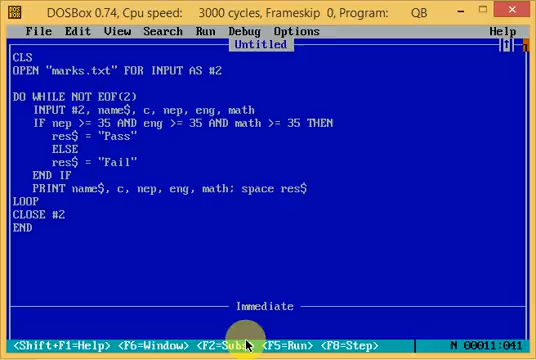 DOSBox 0.74, Cpu speed: 3000 cycles, Frameskip 0, Program: QB
File Edit View Search Run Debug Options Help
Untitled
CLS
OPEN "marks.txt" FOR INPUT AS #2
DO WHILE NOT EOF(2)
INPUT #2, name$, c, nep, eng, math
IF nep >= 35 AND eng >= 35 AND math >= 35 THEN
res$ = "Pass"
ELSE
res$ = "Fail"
END IF
PRINT name$, c, nep, eng, math; space res$
LOOP
CLOSE #2
END
Immediate
<Shift+F1=Help> <F6=Window> <F2=Subs> <F5=Run> <F8=Step> N 00011:041